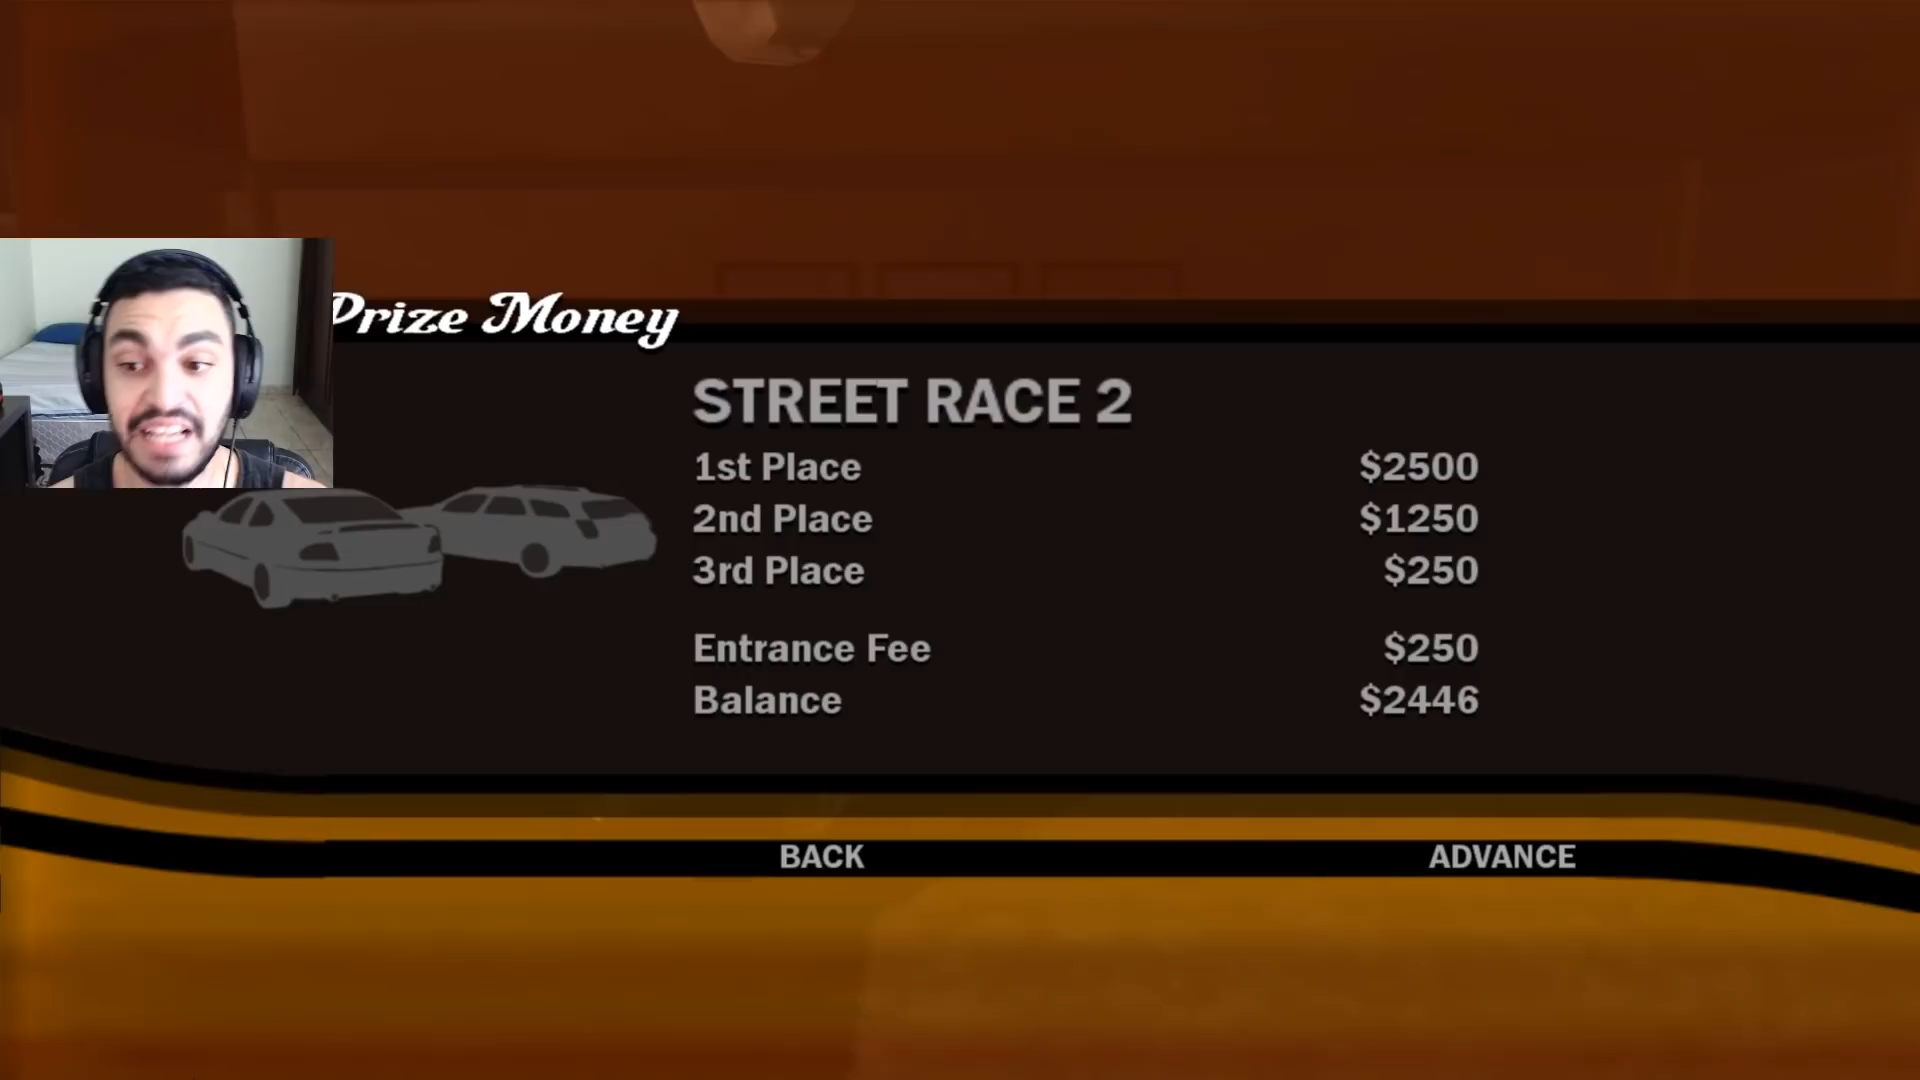 Prize Money
STREET RACE 2
1st Place $2500
2nd Place $1250
3rd Place $250
Entrance Fee $250
Balance $2446
BACK ADVANCE